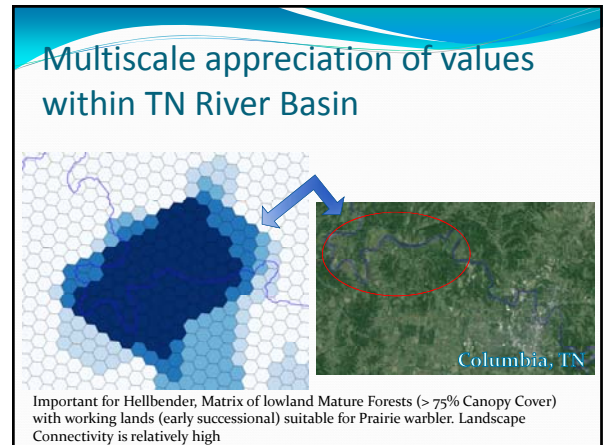 Multiscale appreciation of values
within TN River Basin
Columbia, TN
Important for Hellbender, Matrix of lowland Mature Forests (> 75% Canopy Cover)
with working lands (early successional) suitable for Prairie warbler. Landscape
Connectivity is relatively high